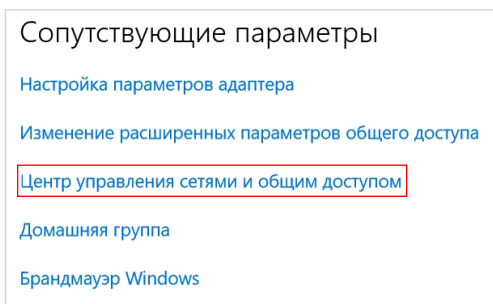 Сопутствующие параметры
Настройка параметров адаптера
Изменение расширенных параметров общего доступа
Центр управления сетями и общим доступом
Домашняя группа
Брандмауэр Windows